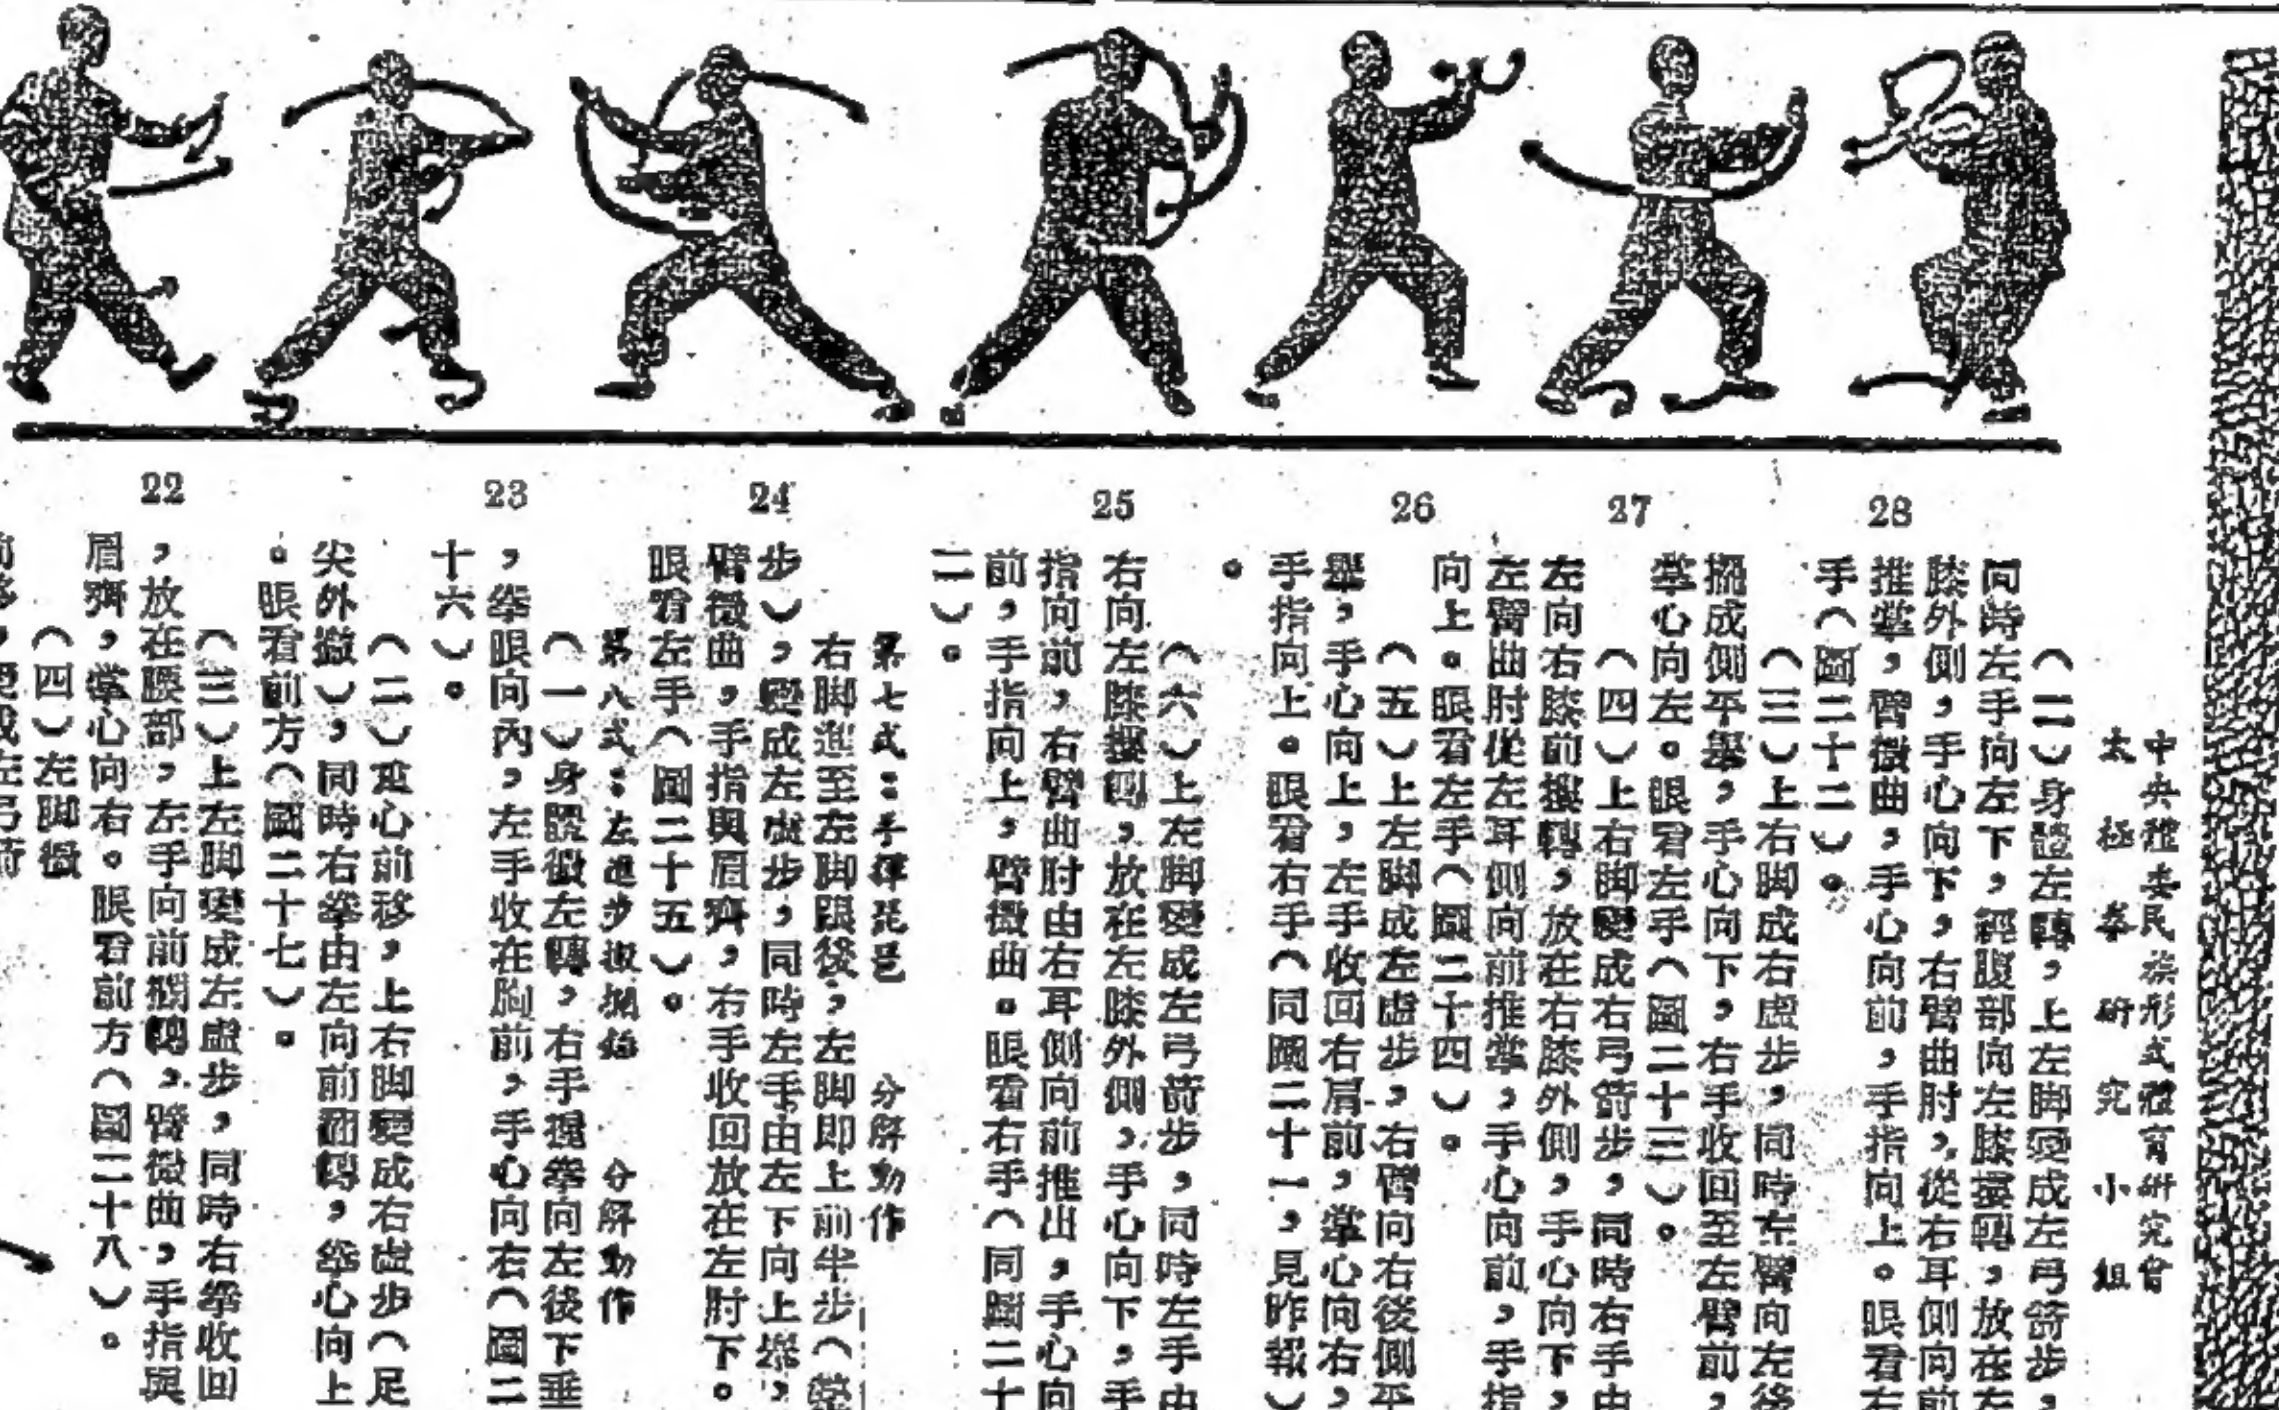 22 23 24 25 26 27 28
中央體委民族形式體育研究會
太極拳研究小組
(二)身體左轉，上左脚變成左弓箭步，
同時左手向左下，經腹部向左膝摟，放在左
膝外側，手心向下，右臂曲肘，從右耳側向前
推掌，臂微曲，手心向前，手指向上。眼看右
手(圖二十二)。
(三)上右脚成右虛步，同時左臂向左後
成側平舉，手心向下，右手收回至左臂前，
掌心向左。眼看左手(圖二十三)。
(四)上右脚變成右弓箭步，同時右手由
左向右膝前摟，放在右膝外側，手心向下，
左臂曲肘從左耳側向前推掌，手心向前，手指
向上。眼看左手(圖二十四)。
(五)上左脚成左虛步，右臂向右後側平
舉，手心向上，左手收回右肩前，掌心向右，
手指向上。眼看右手(同圖二十一，見昨報)
。
(六)上左脚變成左弓箭步，同時左手由
右向左膝摟，放在左膝外側，手心向下，手
指向前，右臂曲肘由右耳側向前推出，手心向
前，手指向上，臂微曲。眼看右手(同圖二十
二)。
第七式：手揮琵琶 分解動作
右脚進至左脚跟後，左脚即上前半步(
步)，變成左虛步，同時左手由左下向上舉，
臂微曲，手指與眉齊，右手收回放在左肘下。
眼看左手(圖二十五)。
第八式：左進步搬攔捶 分解動作
(一)身體微左轉，右手握拳向左後下垂
，拳眼向內，左手收在胸前，手心向右(圖二
十六)。
(二)重心前移，上右脚變成右虛步(足
尖外撇)，同時右拳由左向前翻，拳心向上
。眼看前方(圖二十七)。
(三)上左脚變成左虛步，同時右拳收回
，放在腰部，左手向前，臂微曲，手指與
眉齊，掌心向右。眼看前方(圖二十八)。
(四)左脚微
前移，變成左弓箭